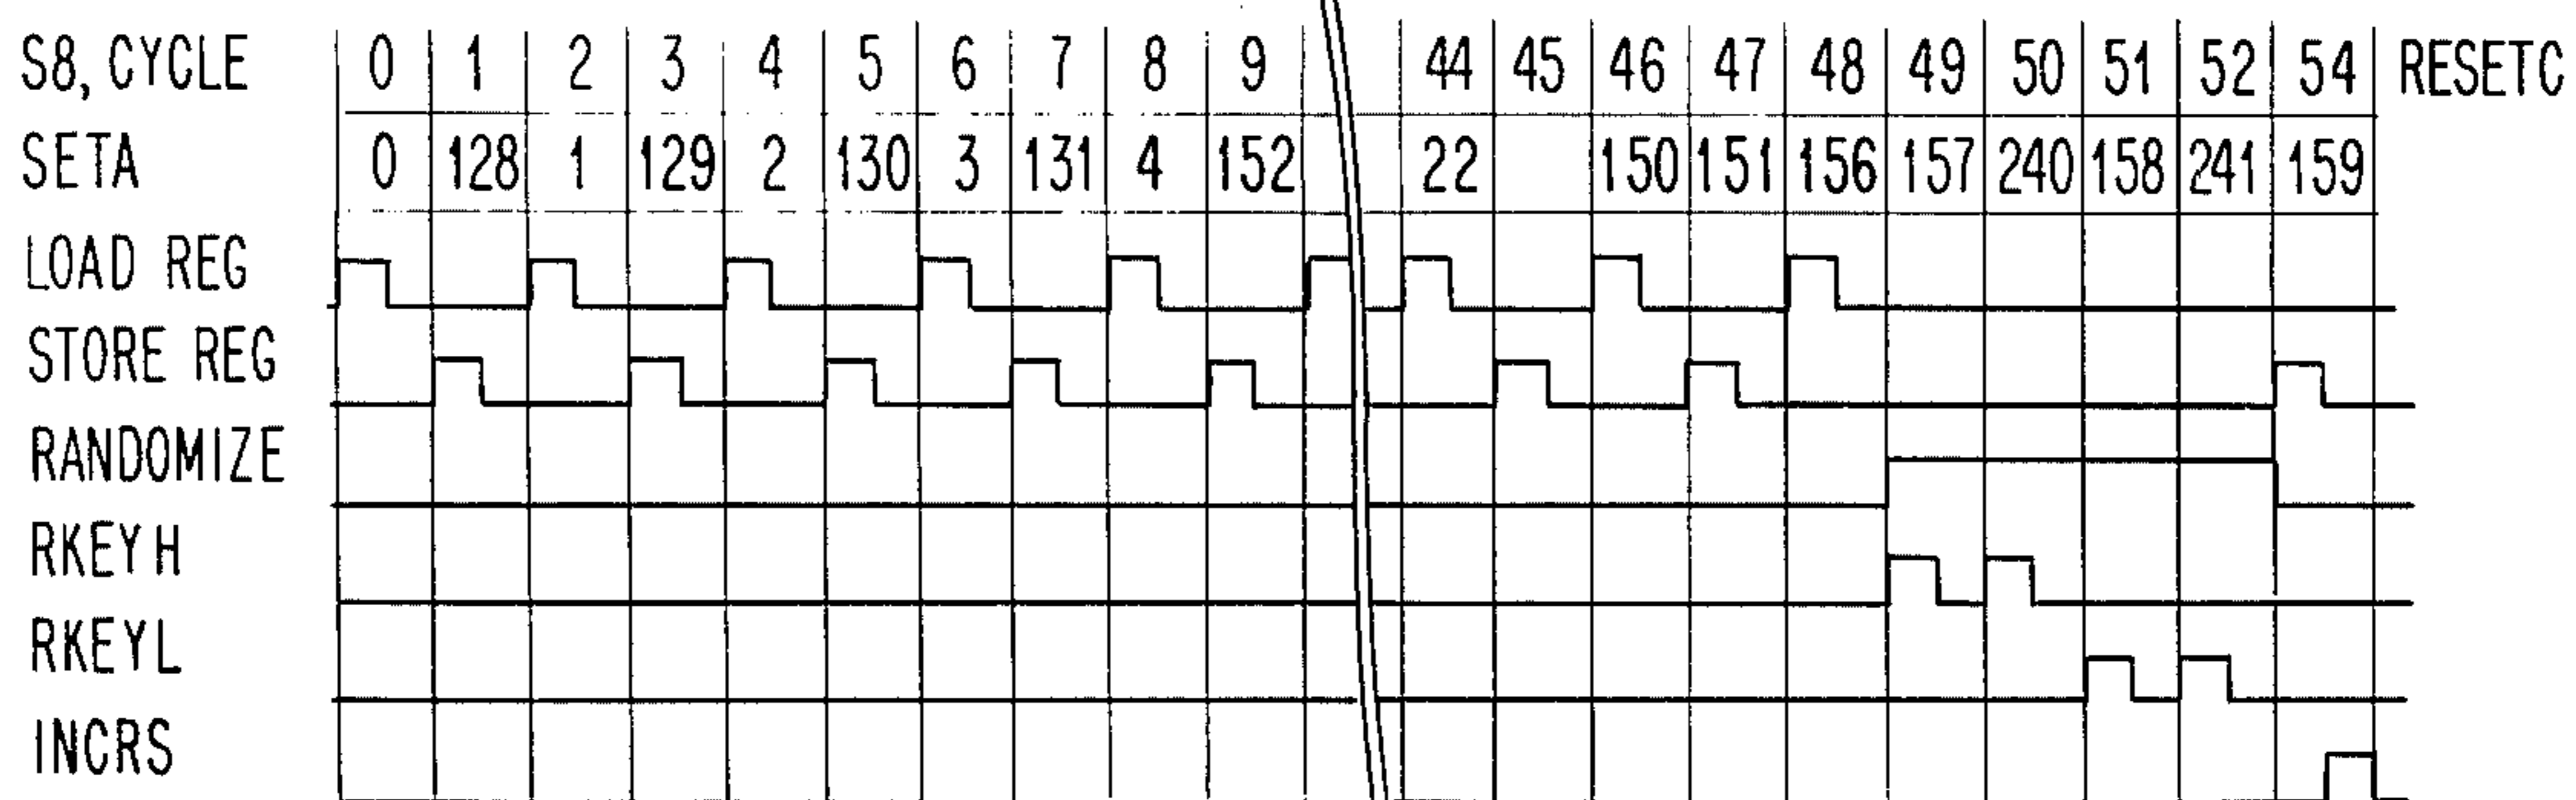 S8, CYCLE 0 1 2 3 4 5 6 7 8 9 44 45 46 47 48 49 50 51 52 54 RESETC
SETA 0 128 1 129 2 130 3 131 4 152 22 150 151 156 157 240 158 241 159
LOAD REG
STORE REG
RANDOMIZE
RKEYH
RKEYL
INCRS